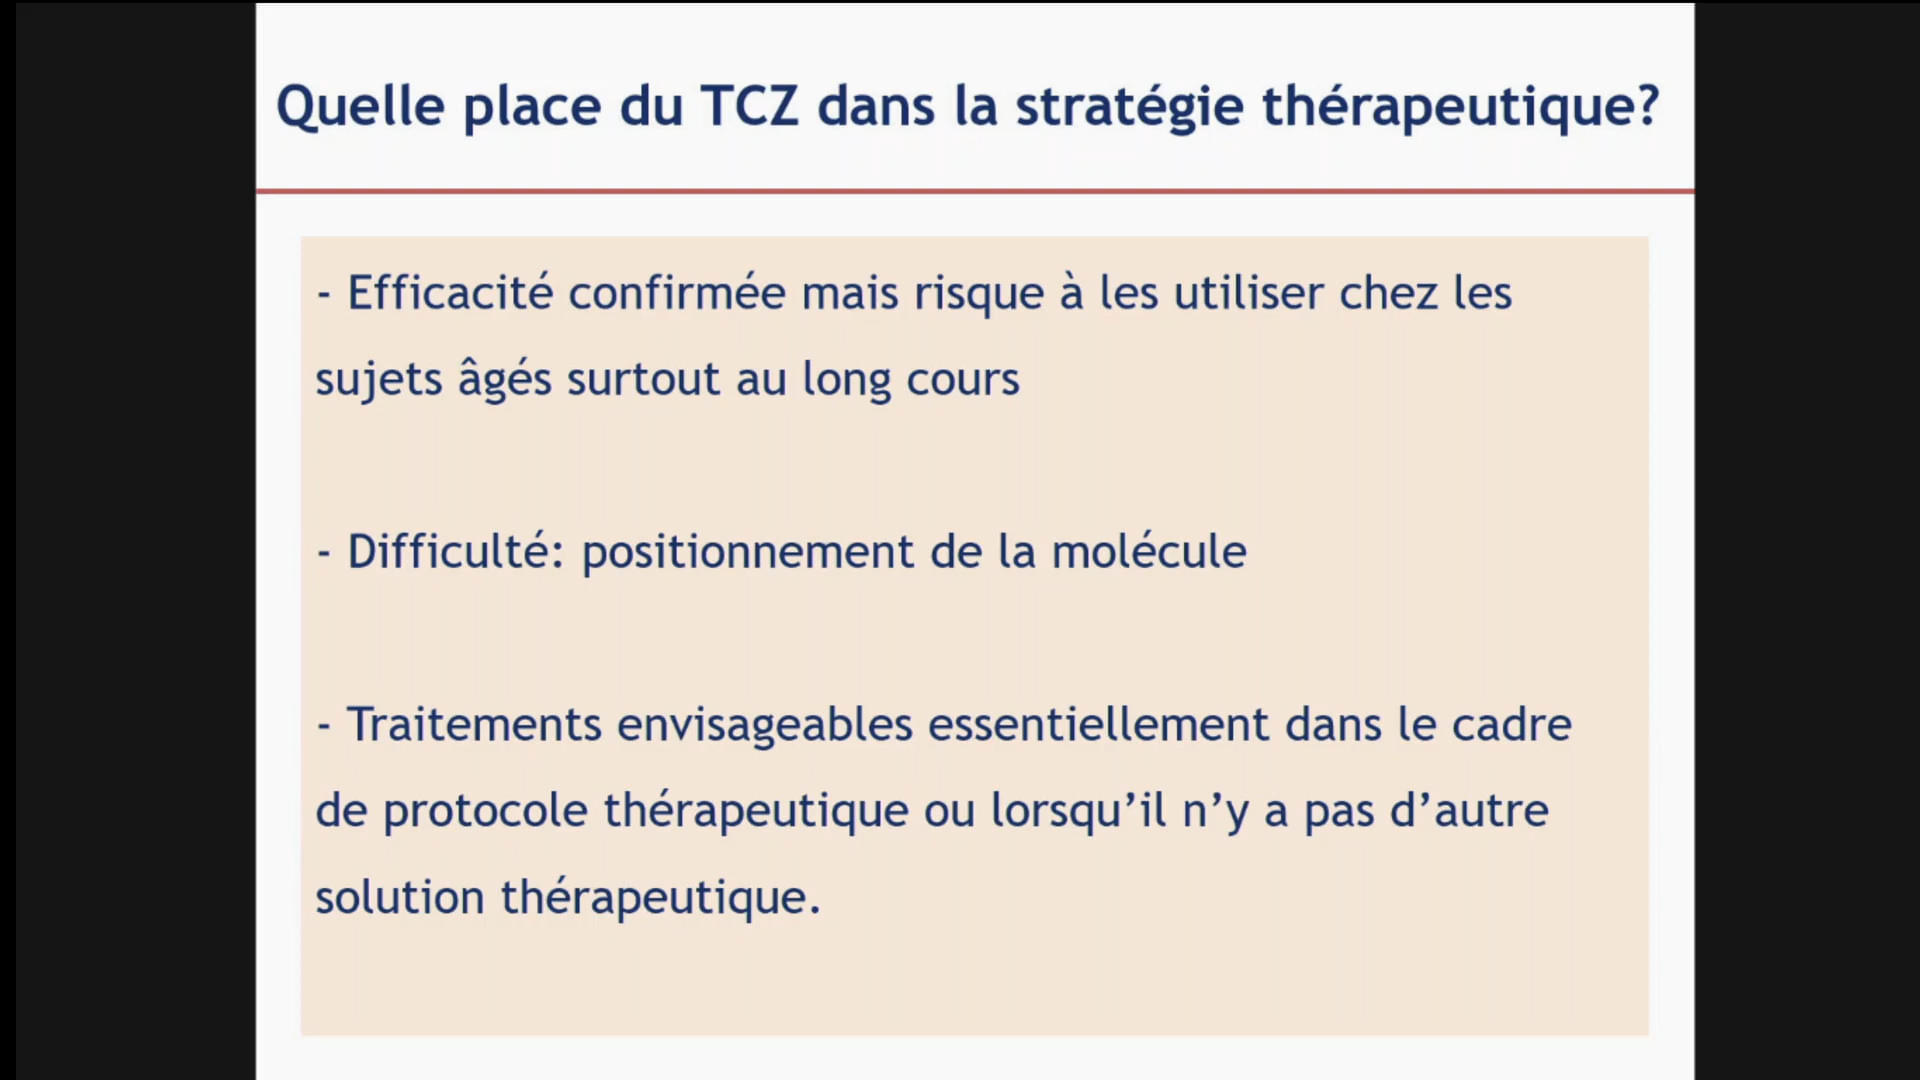 Quelle place du TCZ dans la stratégie thérapeutique?
- Efficacité confirmée mais risque à les utiliser chez les
sujets âgés surtout au long cours
- Difficulté: positionnement de la molécule
- Traitements envisageables essentiellement dans le cadre
de protocole thérapeutique ou lorsqu’il n’y a pas d’autre
solution thérapeutique.